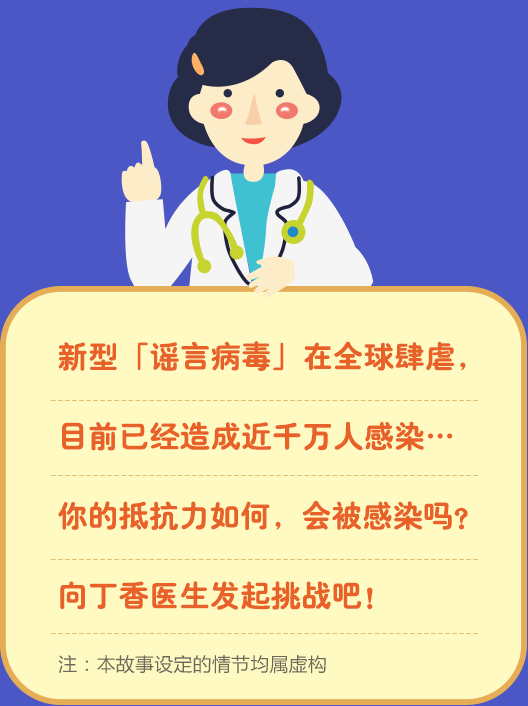 新型「谣言病毒」在全球肆虐，
目前已经造成近千万人感染…
你的抵抗力如何，会被感染吗？
向丁香医生发起挑战吧！
注：本故事设定的情节均属虚构